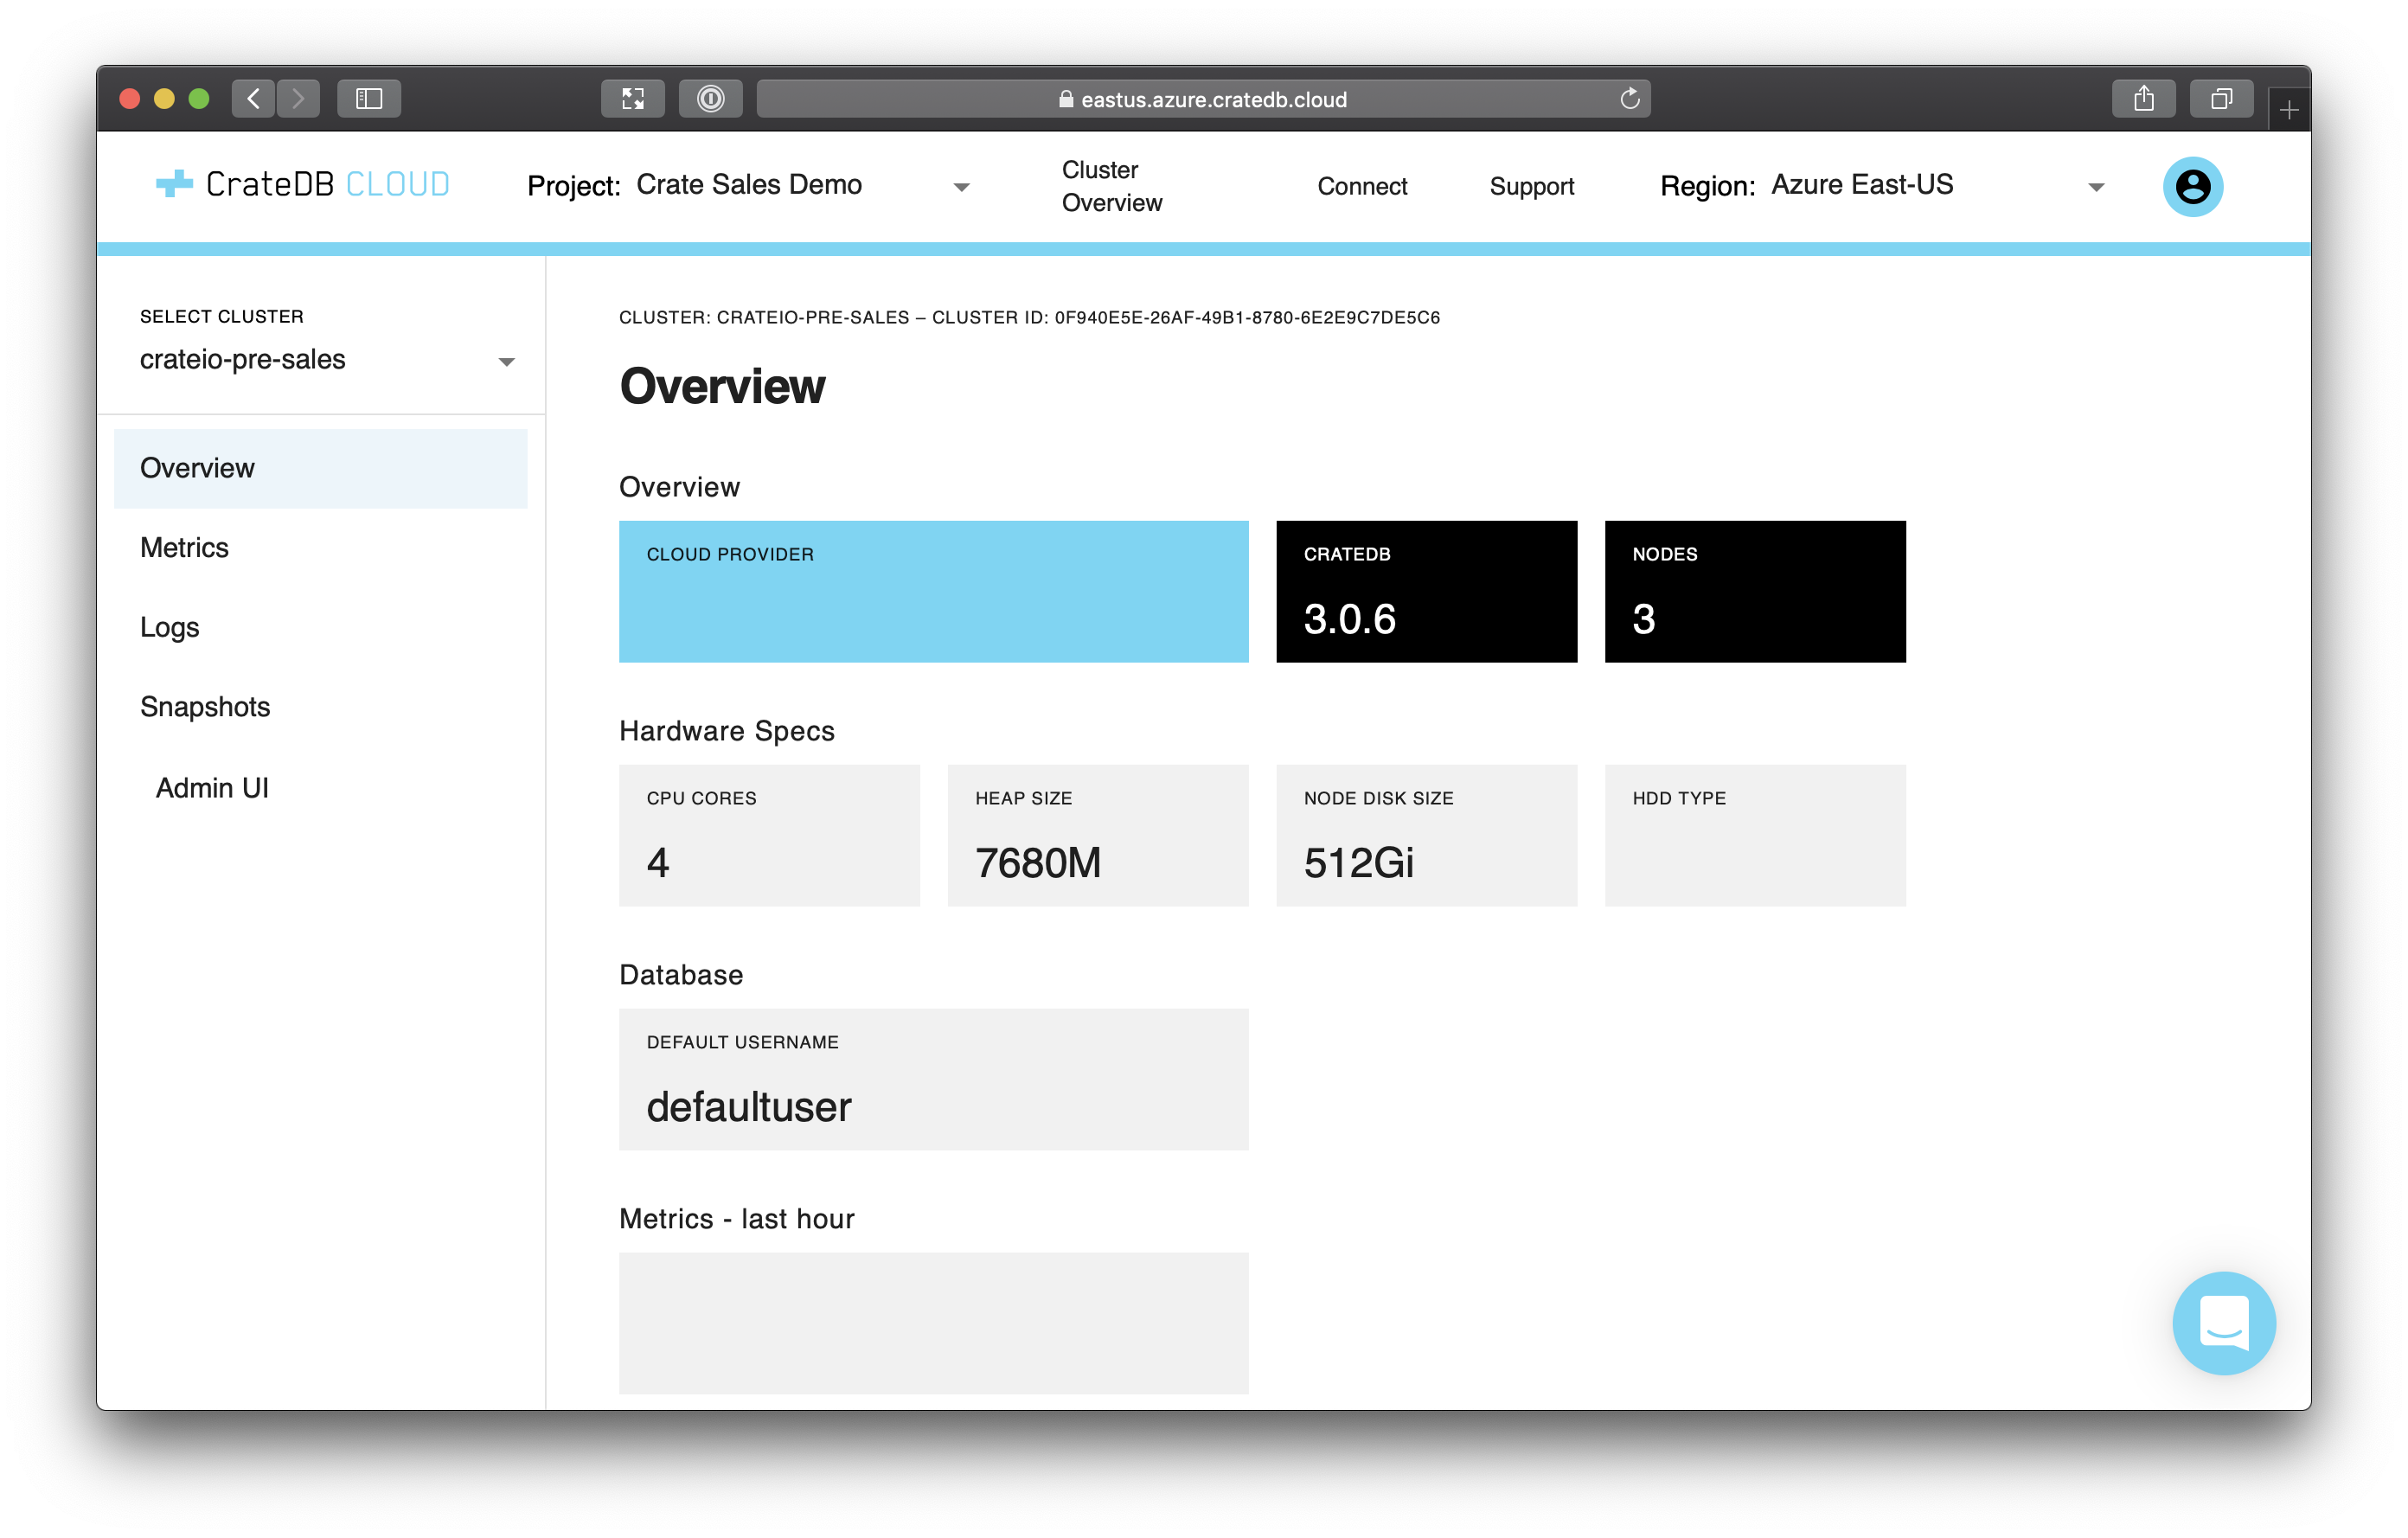 eastus.azure.cratedb.cloud
CrateDB CLOUD
Project: Crate Sales Demo
Cluster
Overview
Connect
Support
Region: Azure East-US
SELECT CLUSTER
crateio-pre-sales
Overview
Metrics
Logs
Snapshots
Admin UI
CLUSTER: CRATEIO-PRE-SALES – CLUSTER ID: 0F940E5E-26AF-49B1-8780-6E2E9C7DE5C6
Overview
Overview
CLOUD PROVIDER
CRATEDB
3.0.6
NODES
3
Hardware Specs
CPU CORES
4
HEAP SIZE
7680M
NODE DISK SIZE
512Gi
HDD TYPE
Database
DEFAULT USERNAME
defaultuser
Metrics - last hour